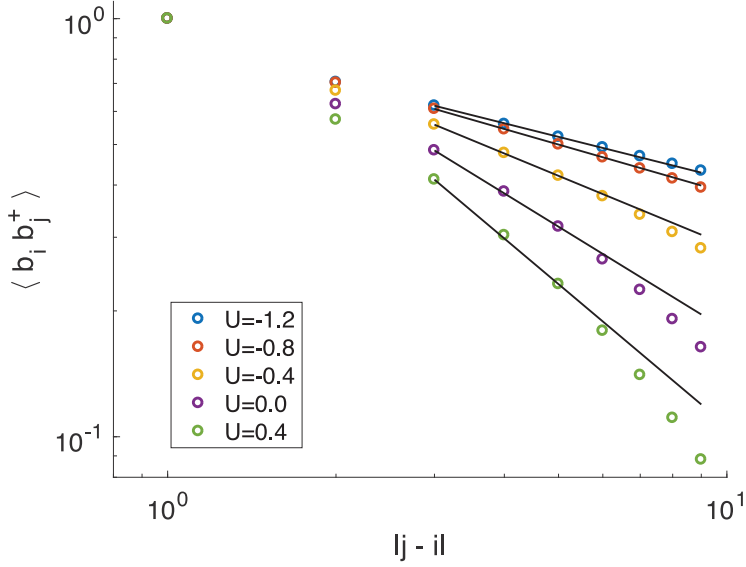 10^0
10^-1
⟨ b_i b_j^+ ⟩
U=-1.2
U=-0.8
U=-0.4
U=0.0
U=0.4
10^0
10^1
|j - i|